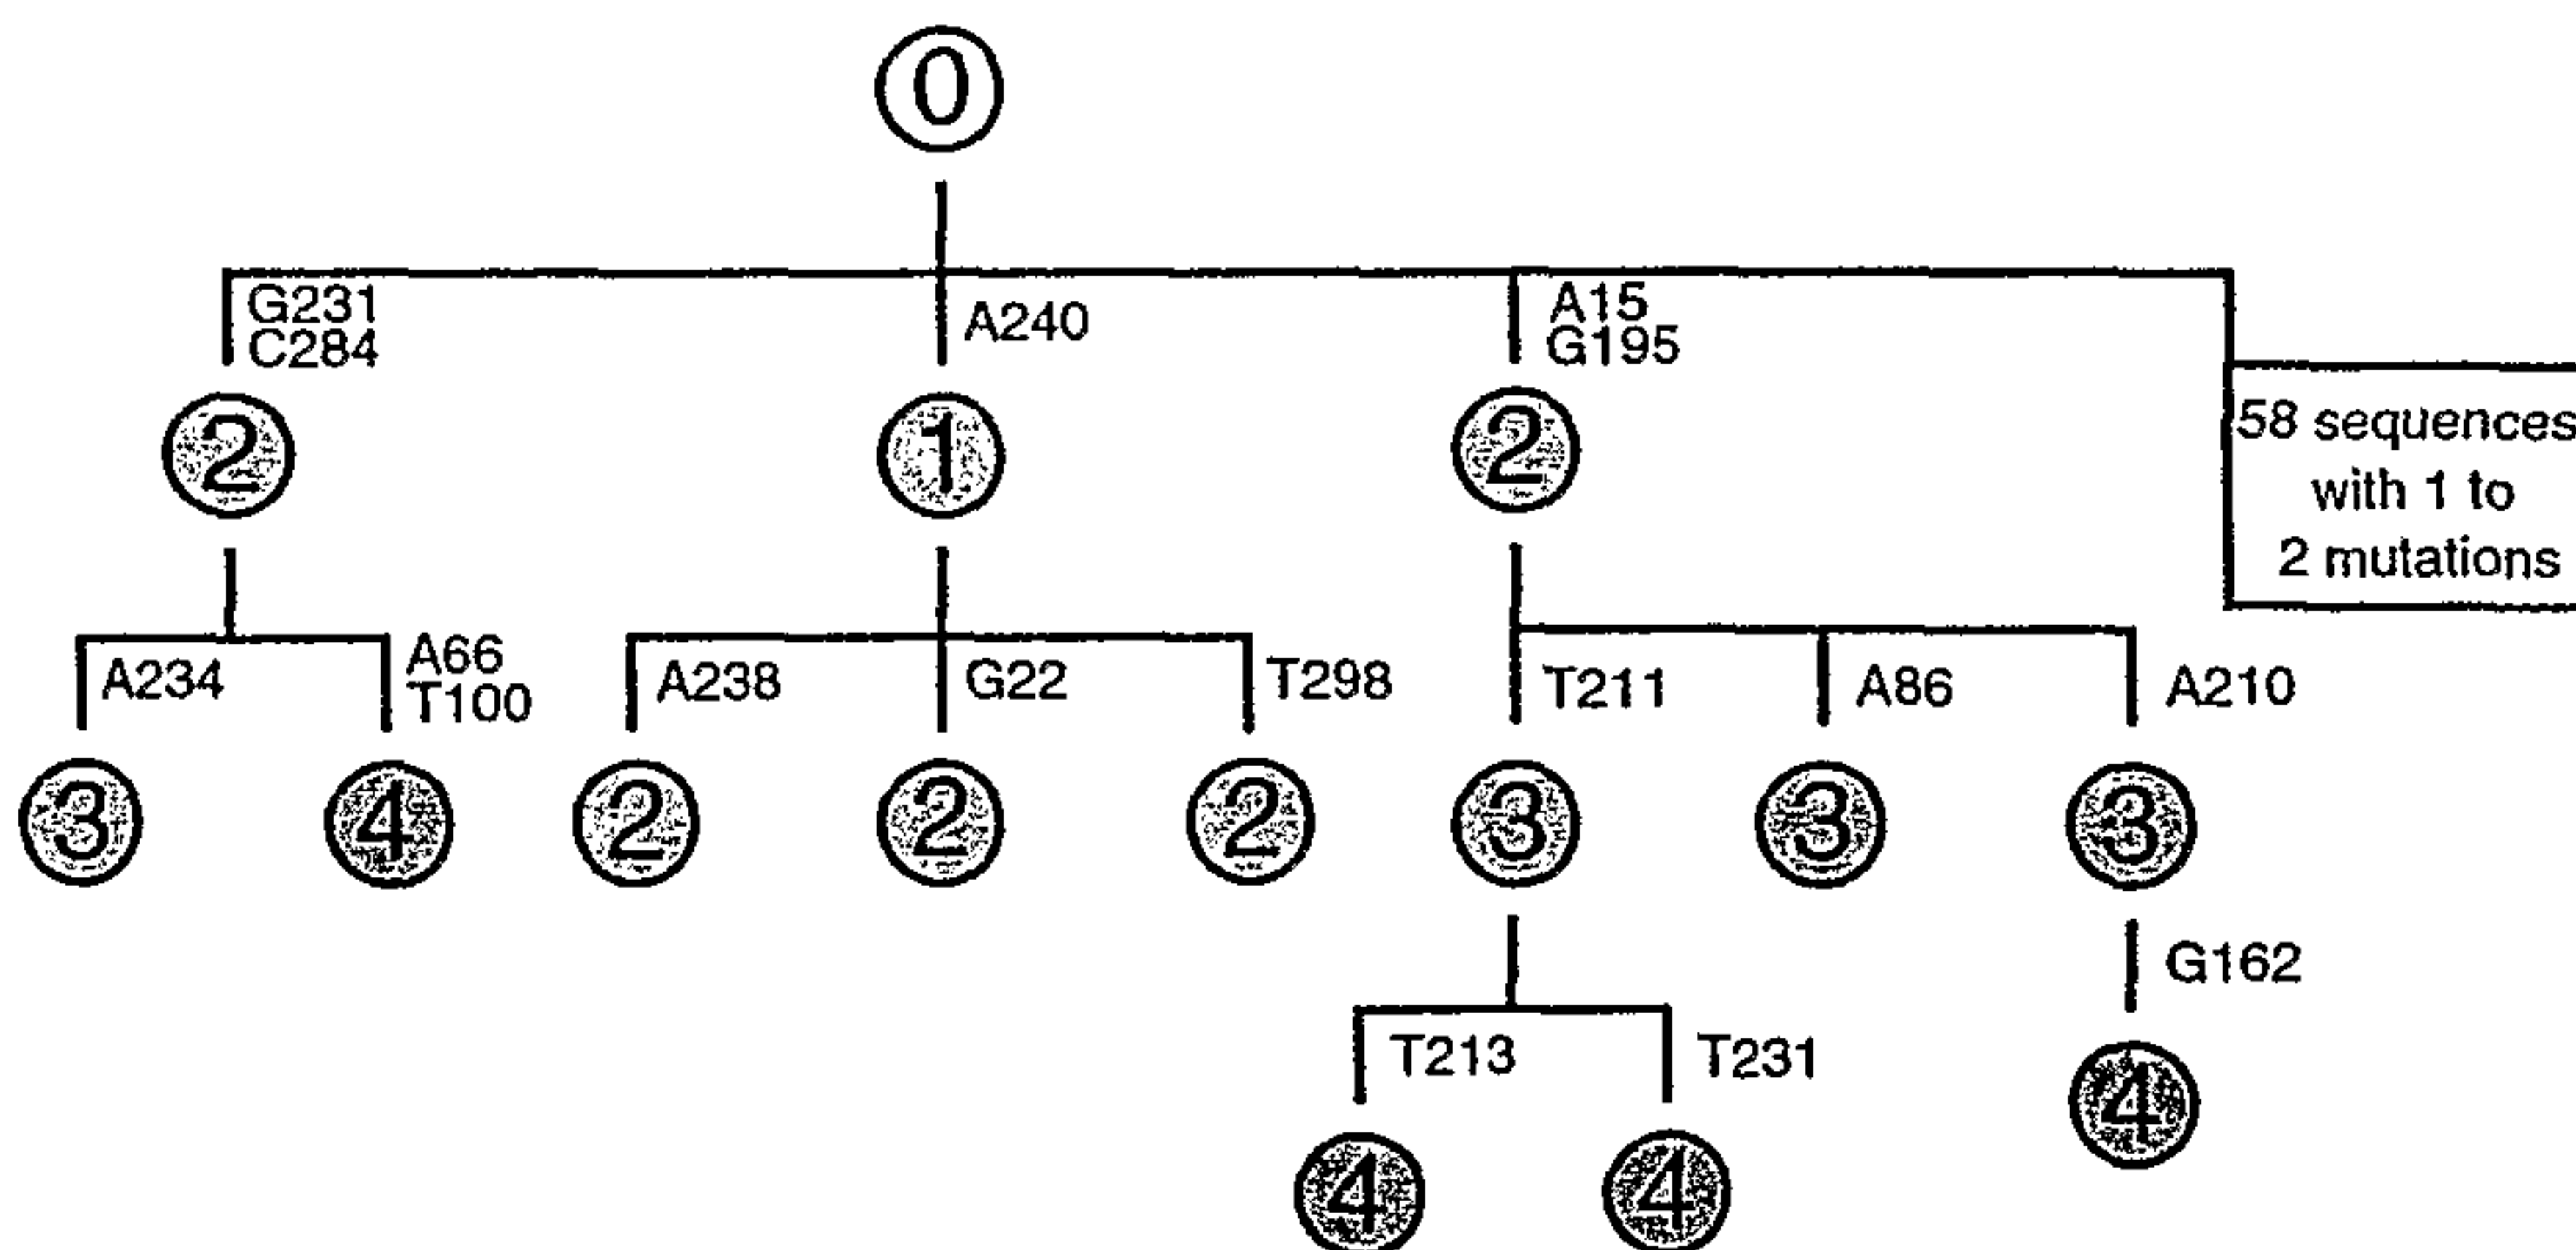 0
G231
C284
A240
A15
G195
2
1
2
58 sequences
with 1 to
2 mutations
A234
A66
T100
A238
G22
T298
T211
A86
A210
3
4
2
2
2
3
3
3
G162
T213
T231
4
4
4